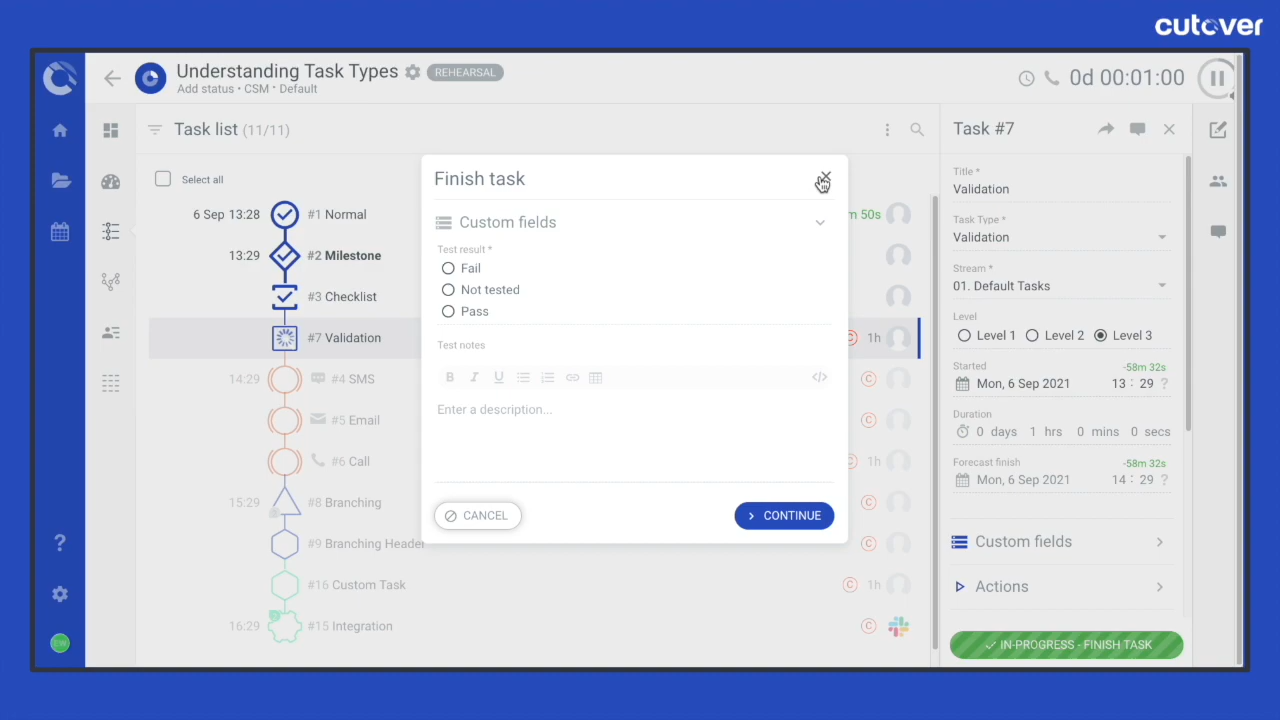 cutover
Understanding Task Types
REHEARSAL
Add status • CSM • Default
0d 00:01:00
Task list (11/11)
Select all
6 Sep 13:28 #1 Normal
m 50s
13:29 #2 Milestone
#3 Checklist
#7 Validation
C 1h
14:29 #4 SMS
C
#5 Email
C
#6 Call
C 1h
15:29 #8 Branching
C
#9 Branching Header
C
#16 Custom Task
C 1h
16:29 #15 Integration
C
?
EW
Finish task
Custom fields
Test result *
Fail
Not tested
Pass
Test notes
B I U </>
Enter a description...
CANCEL
CONTINUE
Task #7
Title *
Validation
Task Type *
Validation
Stream *
01. Default Tasks
Level
Level 1 Level 2 Level 3
Started -58m 32s
Mon, 6 Sep 2021 13 : 29 ?
Duration
0 days 1 hrs 0 mins 0 secs
Forecast finish -58m 32s
Mon, 6 Sep 2021 14 : 29 ?
Custom fields
Actions
IN-PROGRESS - FINISH TASK